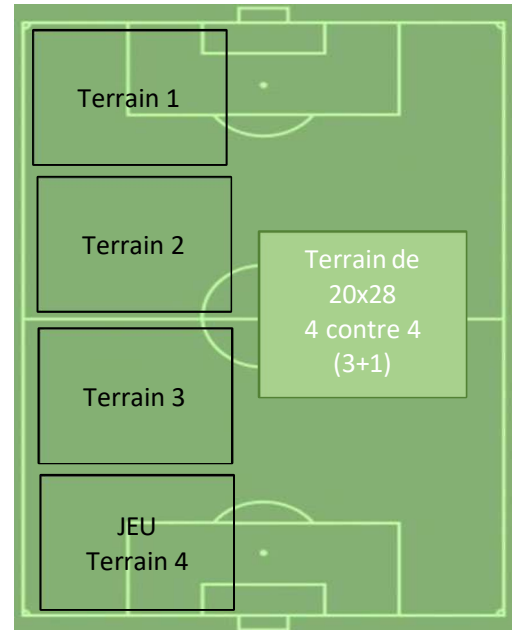 Terrain 1
Terrain 2
Terrain de
20x28
4 contre 4
(3+1)
Terrain 3
JEU
Terrain 4